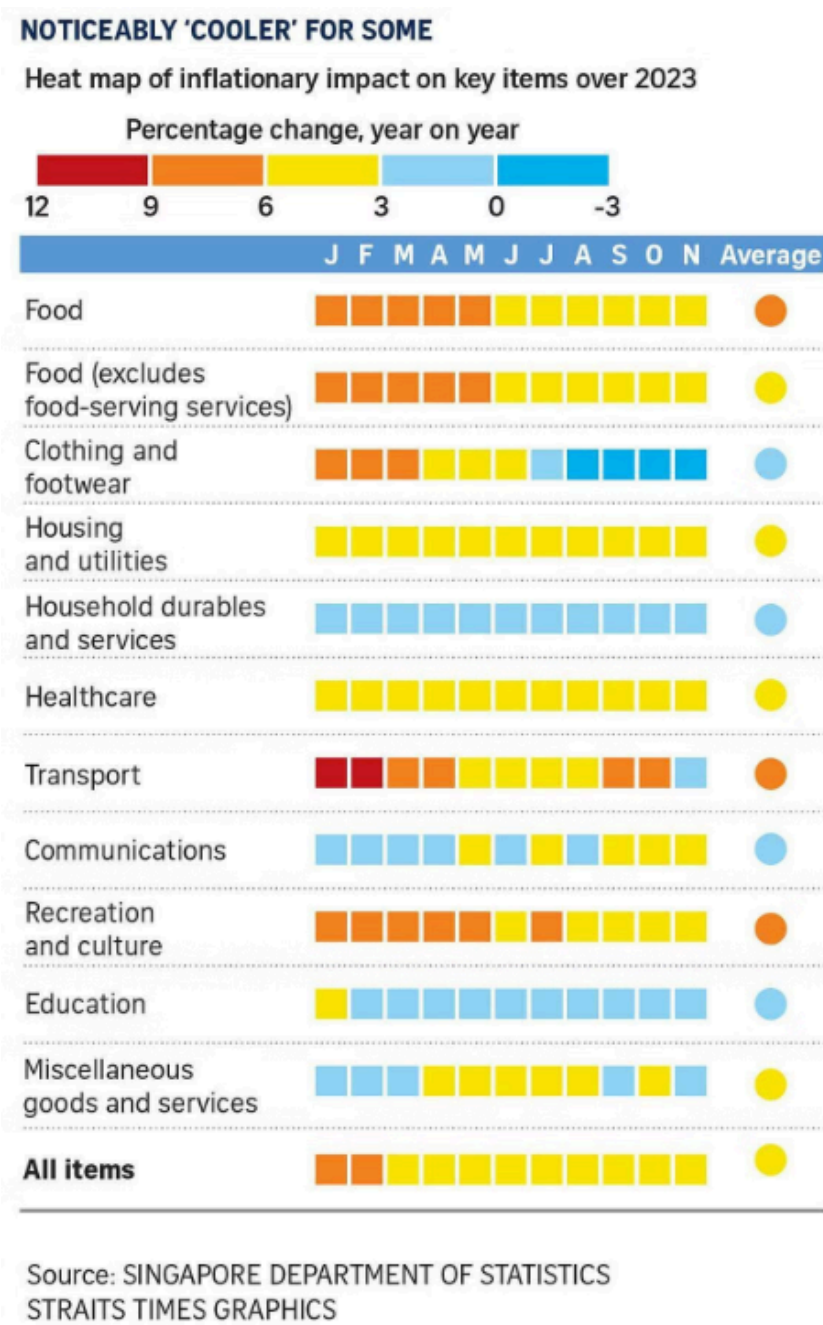 NOTICEABLY ‘COOLER’ FOR SOME
Heat map of inflationary impact on key items over 2023
Percentage change, year on year
12 9 6 3 0 -3
J F M A M J J A S O N Average
Food
Food (excludes
food-serving services)
Clothing and
footwear
Housing
and utilities
Household durables
and services
Healthcare
Transport
Communications
Recreation
and culture
Education
Miscellaneous
goods and services
All items
Source: SINGAPORE DEPARTMENT OF STATISTICS
STRAITS TIMES GRAPHICS